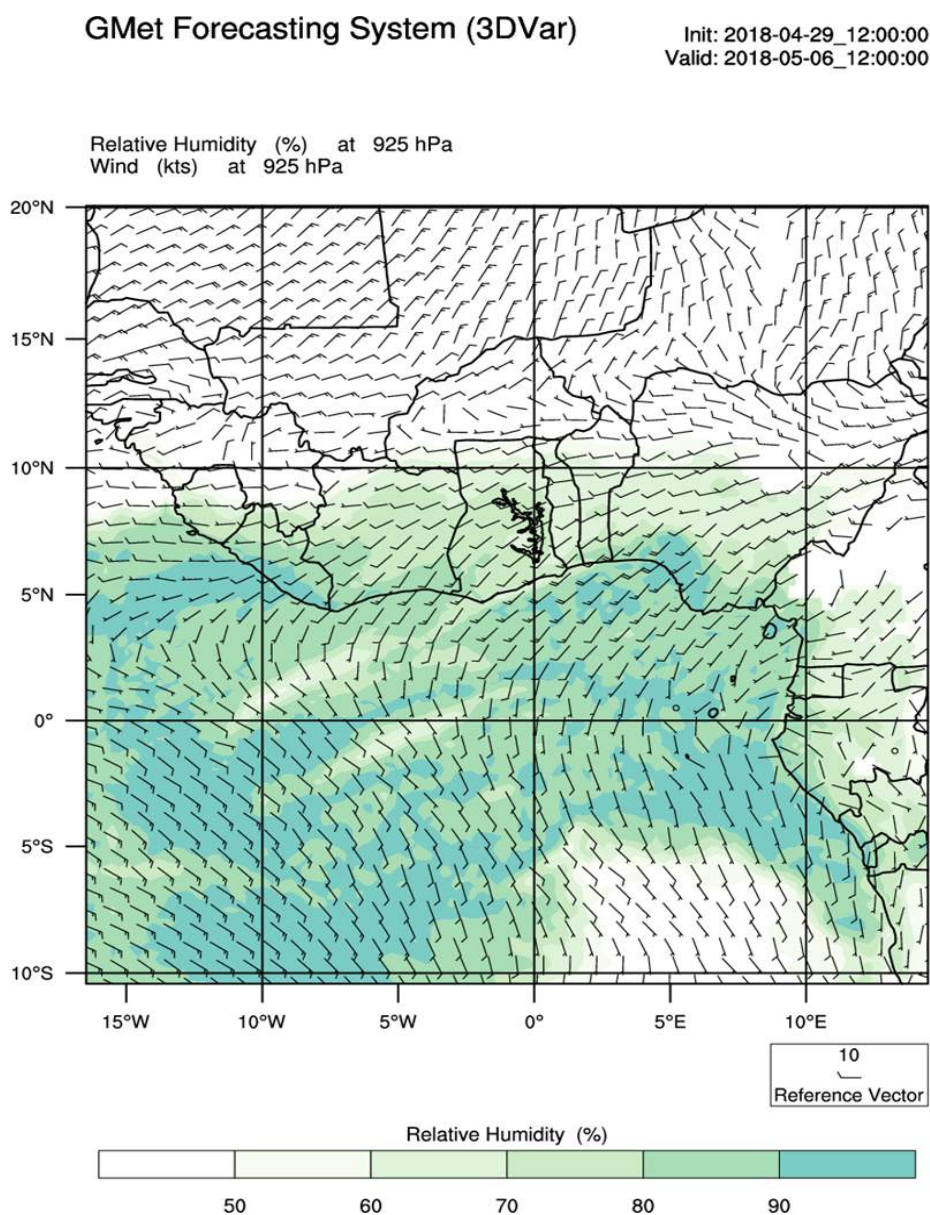 GMet Forecasting System (3DVar)
Init: 2018-04-29_12:00:00
Valid: 2018-05-06_12:00:00
Relative Humidity (%) at 925 hPa
Wind (kts) at 925 hPa
20°N
15°N
10°N
5°N
0°
5°S
10°S
15°W 10°W 5°W 0° 5°E 10°E
10
Reference Vector
Relative Humidity (%)
50 60 70 80 90